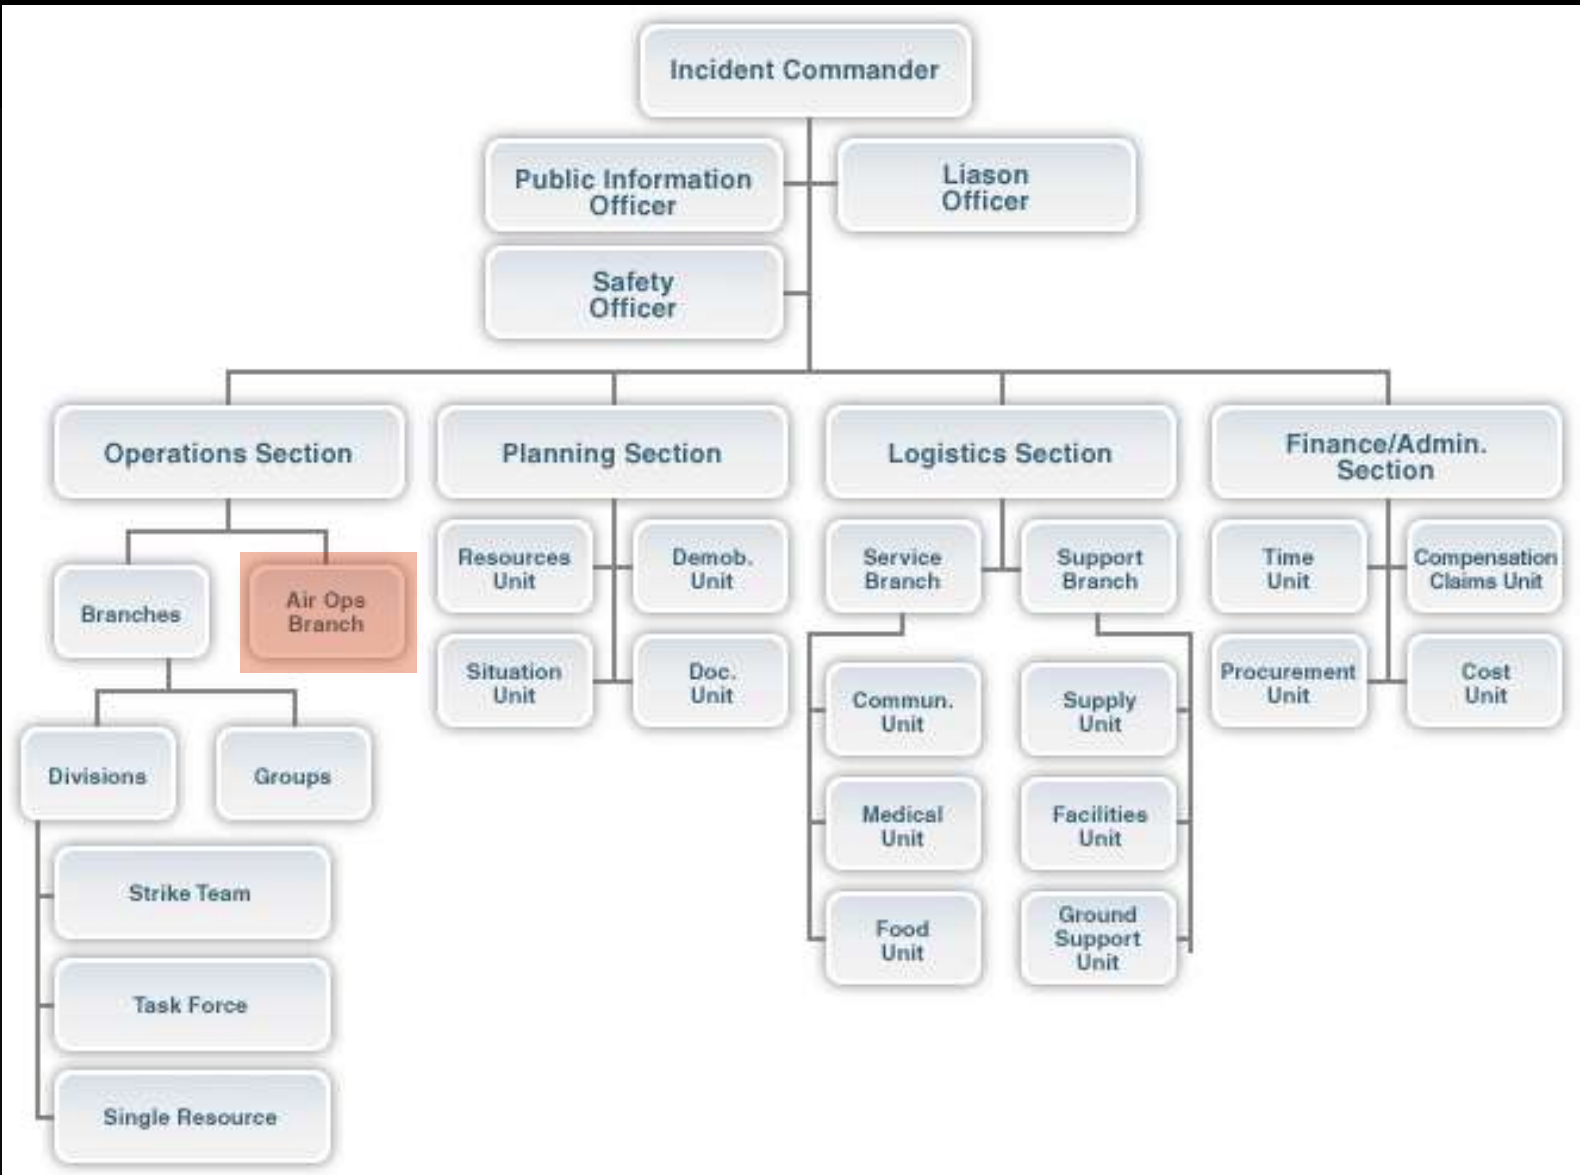 Incident Commander
Public Information
Officer
Liason
Officer
Safety
Officer
Operations Section
Planning Section
Logistics Section
Finance/Admin.
Section
Branches
Air Ops
Branch
Divisions
Groups
Strike Team
Task Force
Single Resource
Resources
Unit
Demob.
Unit
Situation
Unit
Doc.
Unit
Service
Branch
Support
Branch
Commun.
Unit
Medical
Unit
Food
Unit
Supply
Unit
Facilities
Unit
Ground
Support
Unit
Time
Unit
Compensation
Claims Unit
Procurement
Unit
Cost
Unit